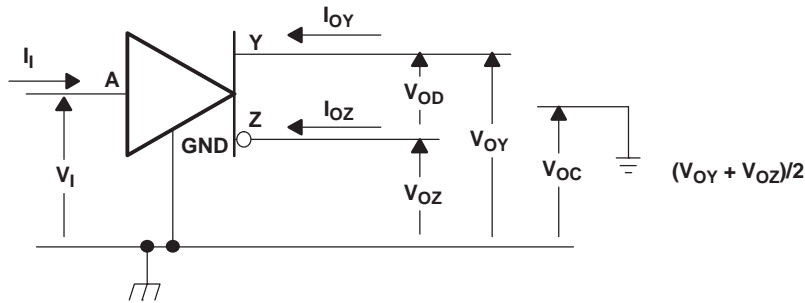 I_OY
Y
I_I
A
V_OD
I_OZ
Z
V_OY
GND
V_I
V_OZ
V_OC
(V_OY + V_OZ)/2